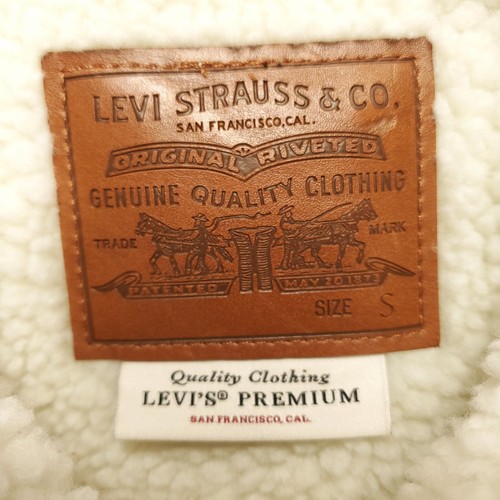 LEVI STRAUSS & CO.
SAN FRANCISCO, CAL.
ORIGINAL RIVETED
GENUINE QUALITY CLOTHING
TRADE MARK
PATENTED MAY 20 1873
SIZE S
Quality Clothing
LEVI'S® PREMIUM
SAN FRANCISCO, CAL.